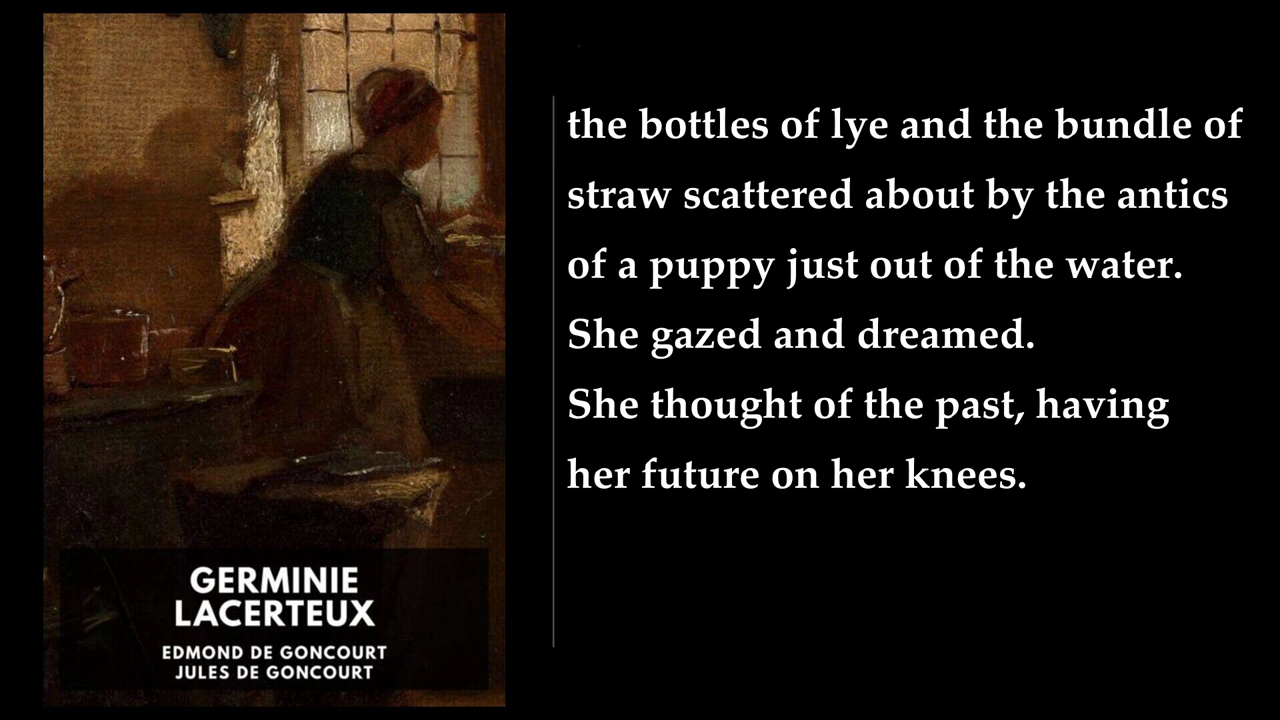 GERMINIE
LACERTEUX
EDMOND DE GONCOURT
JULES DE GONCOURT
the bottles of lye and the bundle of
straw scattered about by the antics
of a puppy just out of the water.
She gazed and dreamed.
She thought of the past, having
her future on her knees.